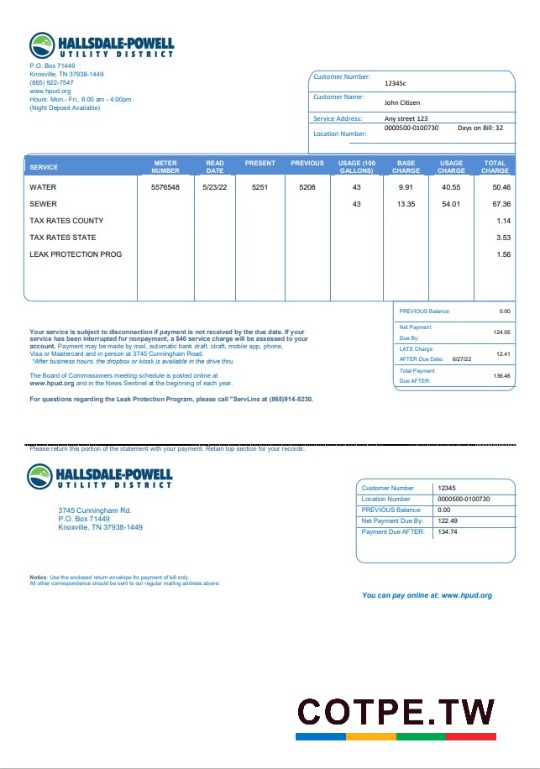 HALLSDALE-POWELL
UTILITY DISTRICT
P.O. Box 71449
Knoxville, TN 37938-1449
(865) 922-7547
www.hpud.org
Hours: Mon.- Fri., 8:00 am - 4:00pm
(Night Deposit Available)
Customer Number: 12345c
Customer Name: John Citizen
Service Address: Any street 123
Location Number: 0000500-0100730 Days on Bill: 32
SERVICE METER NUMBER READ DATE PRESENT PREVIOUS USAGE (100 GALLONS) BASE CHARGE USAGE CHARGE TOTAL CHARGE
WATER 5576548 5/23/22 5251 5208 43 9.91 40.55 50.46
SEWER 43 13.35 54.01 67.36
TAX RATES COUNTY 1.14
TAX RATES STATE 3.53
LEAK PROTECTION PROG 1.56
PREVIOUS Balance 0.00
Net Payment Due By: 124.05
LATE Charge AFTER Due Date: 6/27/22 12.41
Total Payment Due AFTER: 136.46
Your service is subject to disconnection if payment is not received by the due date. If your
service has been interrupted for nonpayment, a $40 service charge will be assessed to your
account. Payment may be made by mail, automatic bank draft, idraft, mobile app, phone,
Visa or Mastercard and in person at 3745 Cunningham Road.
*After business hours, the dropbox or kiosk is available in the drive thru.
The Board of Commissioners meeting schedule is posted online at
www.hpud.org and in the News Sentinel at the beginning of each year.
For questions regarding the Leak Protection Program, please call "ServLine at (865)914-8230.
Please return this portion of the statement with your payment. Retain top section for your records.
HALLSDALE-POWELL
UTILITY DISTRICT
3745 Cunningham Rd.
P.O. Box 71449
Knoxville, TN 37938-1449
Customer Number 12345
Location Number 0000500-0100730
PREVIOUS Balance: 0.00
Net Payment Due By: 122.49
Payment Due AFTER: 134.74
Notice: Use the enclosed return envelope for payment of bill only.
All other correspondence should be sent to our regular mailing address above.
You can pay online at: www.hpud.org
COTPE.TW